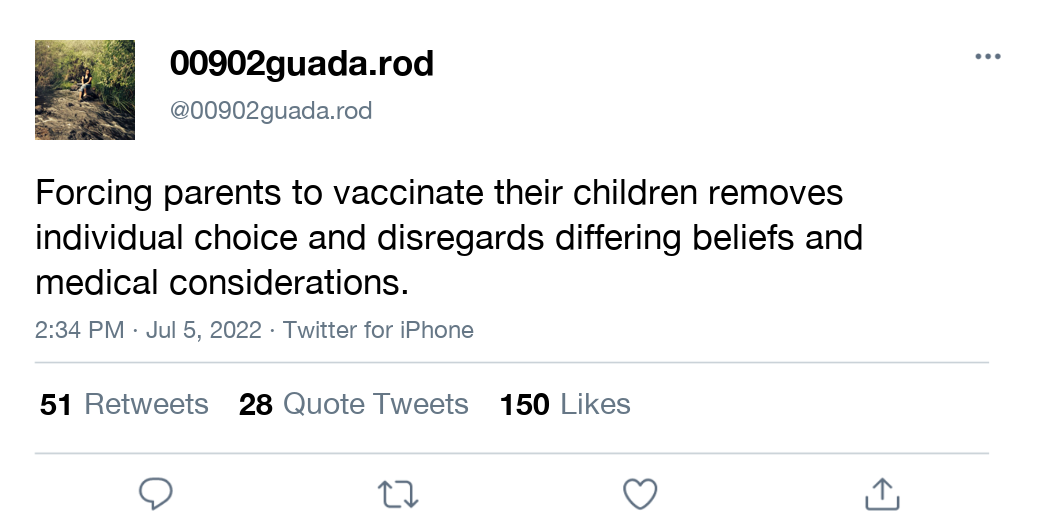 00902guada.rod
@00902guada.rod
Forcing parents to vaccinate their children removes
individual choice and disregards differing beliefs and
medical considerations.
2:34 PM · Jul 5, 2022 · Twitter for iPhone
51 Retweets 28 Quote Tweets 150 Likes